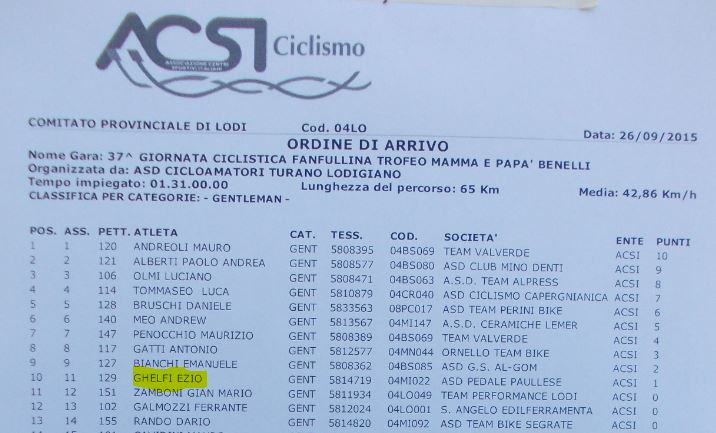 ACSI Ciclismo
ASSOCIAZIONE CENTRI
SPORTIVI ITALIANI
COMITATO PROVINCIALE DI LODI Cod. 04LO Data: 26/09/2015
ORDINE DI ARRIVO
Nome Gara: 37^ GIORNATA CICLISTICA FANFULLINA TROFEO MAMMA E PAPA' BENELLI
Organizzata da: ASD CICLOAMATORI TURANO LODIGIANO
Tempo impiegato: 01.31.00.00 Lunghezza del percorso: 65 Km Media: 42,86 Km/h
CLASSIFICA PER CATEGORIE: - GENTLEMAN -
POS. ASS. PETT. ATLETA CAT. TESS. COD. SOCIETA' ENTE PUNTI
1 1 120 ANDREOLI MAURO GENT 5808395 04BS069 TEAM VALVERDE ACSI 10
2 2 121 ALBERTI PAOLO ANDREA GENT 5808577 04BS080 ASD CLUB MINO DENTI ACSI 9
3 3 106 OLMI LUCIANO GENT 5808471 04BS063 A.S.D. TEAM ALPRESS ACSI 8
4 4 114 TOMMASEO LUCA GENT 5810879 04CR040 ASD CICLISMO CAPERGNIANICA ACSI 7
5 5 128 BRUSCHI DANIELE GENT 5833563 08PC017 ASD TEAM PERINI BIKE ACSI 6
6 6 140 MEO ANDREW GENT 5813567 04MI147 A.S.D. CERAMICHE LEMER ACSI 5
7 7 147 PENOCCHIO MAURIZIO GENT 5808389 04BS069 TEAM VALVERDE ACSI 4
8 8 117 GATTI ANTONIO GENT 5812577 04MN044 ORNELLO TEAM BIKE ACSI 3
9 9 127 BIANCHI EMANUELE GENT 5808362 04BS085 ASD G.S. AL-GOM ACSI 2
10 11 129 GHELFI EZIO GENT 5814719 04MI022 ASD PEDALE PAULLESE ACSI 1
11 12 151 ZAMBONI GIAN MARIO GENT 5811934 04LO049 TEAM PERFORMANCE LODI ACSI 0
12 13 102 GALMOZZI FERRANTE GENT 5812024 04LO001 S. ANGELO EDILFERRAMENTA ACSI 0
13 14 155 RANDO DARIO GENT 5814820 04MI092 ASD TEAM BIKE SEGRATE ACSI 0